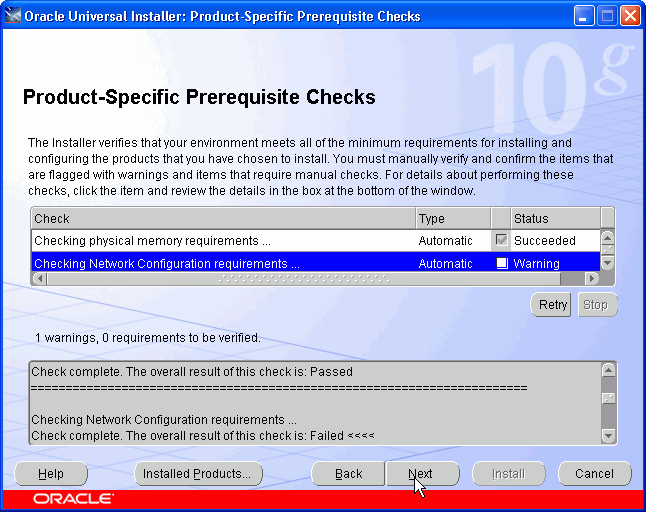 Oracle Universal Installer: Product-Specific Prerequisite Checks
10g
Product-Specific Prerequisite Checks
The Installer verifies that your environment meets all of the minimum requirements for installing and
configuring the products that you have chosen to install. You must manually verify and confirm the items that
are flagged with warnings and items that require manual checks. For details about performing these
checks, click the item and review the details in the box at the bottom of the window.
Check Type Status
Checking physical memory requirements ... Automatic Succeeded
Checking Network Configuration requirements ... Automatic Warning
Retry Stop
1 warnings, 0 requirements to be verified.
Check complete. The overall result of this check is: Passed
=======================================================================
Checking Network Configuration requirements ...
Check complete. The overall result of this check is: Failed <<<<
Help Installed Products... Back Next Install Cancel
ORACLE